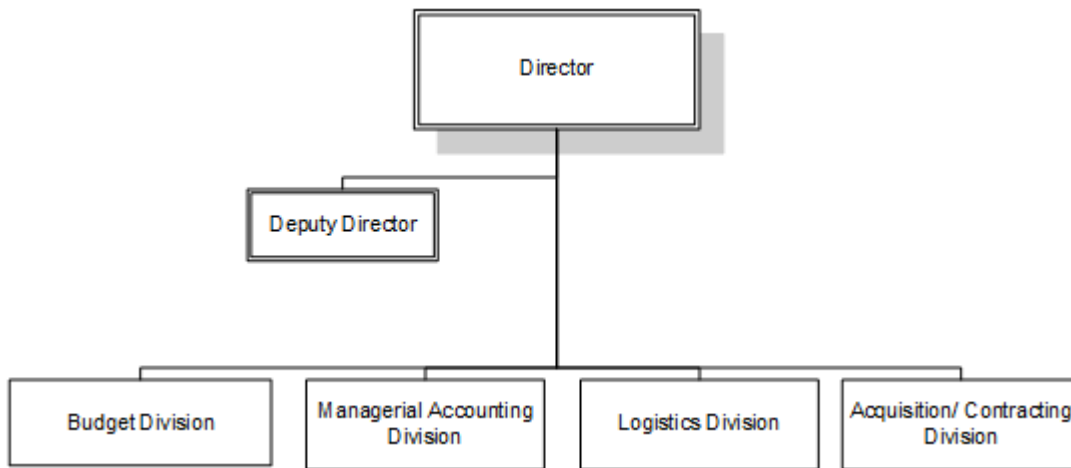 Director
Deputy Director
Budget Division
Managerial Accounting
Division
Logistics Division
Acquisition/ Contracting
Division